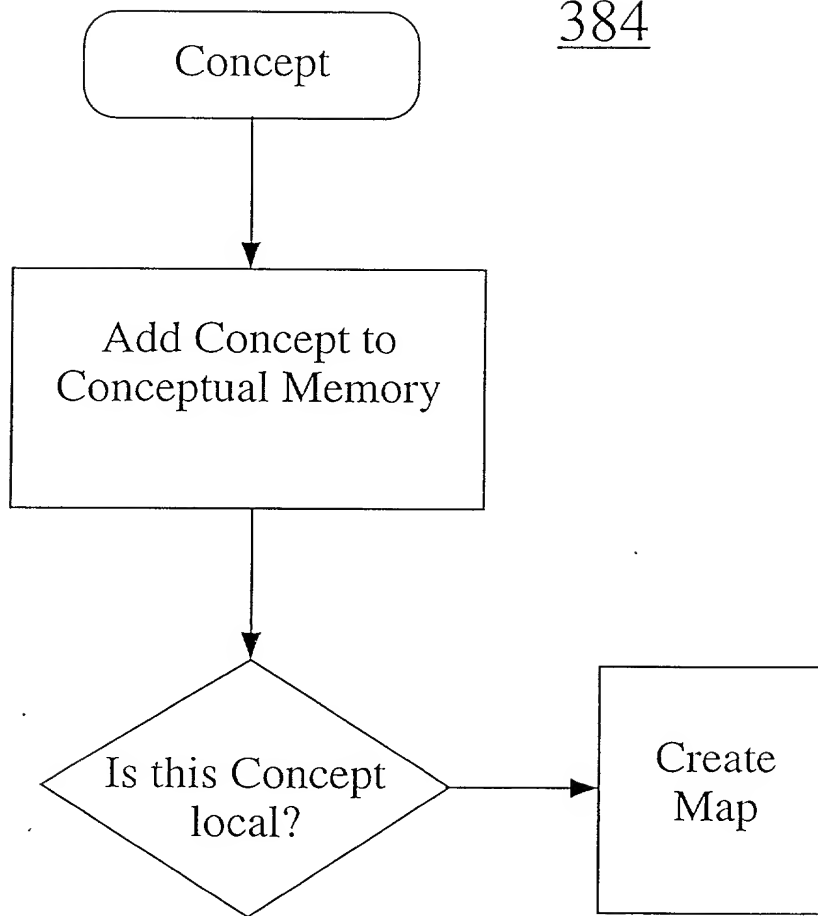 384
Concept
Add Concept to
Conceptual Memory
Is this Concept
local?
Create
Map